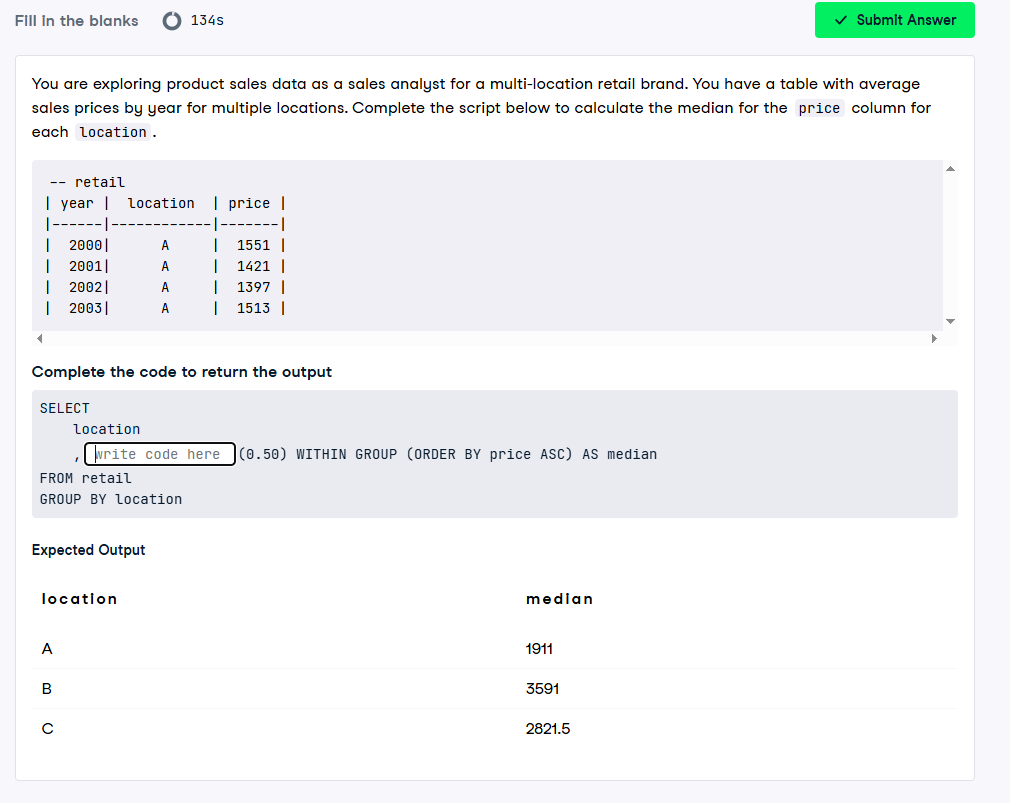 Fill in the blanks 134s Submit Answer
You are exploring product sales data as a sales analyst for a multi-location retail brand. You have a table with average
sales prices by year for multiple locations. Complete the script below to calculate the median for the price column for
each location .
-- retail
| year | location | price |
|------|------------|-------|
| 2000| A | 1551 |
| 2001| A | 1421 |
| 2002| A | 1397 |
| 2003| A | 1513 |
Complete the code to return the output
SELECT
location
, write code here (0.50) WITHIN GROUP (ORDER BY price ASC) AS median
FROM retail
GROUP BY location
Expected Output
location median
A 1911
B 3591
C 2821.5